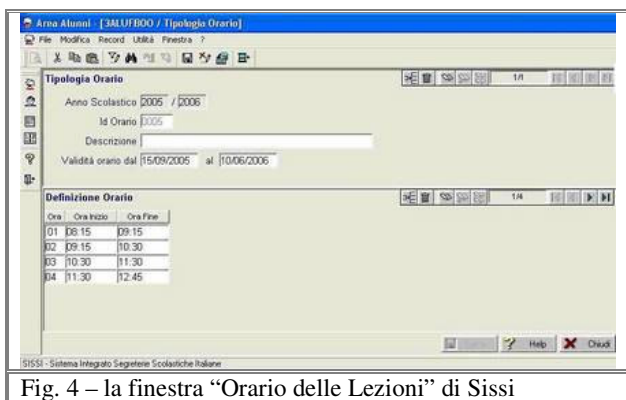 Area Alunni - [3ALUFB00 / Tipologia Orario]
File Modifica Record Utilità Finestra ?
Tipologia Orario 1/1
Anno Scolastico 2005 / 2006
Id Orario 0005
Descrizione
Validità orario dal 15/09/2005 al 10/06/2006
Definizione Orario 1/4
Ora Ora Inizio Ora Fine
01 08:15 09:15
02 09:15 10:30
03 10:30 11:30
04 11:30 12:45
Help Chiudi
SISSI - Sistema Integrato Segreterie Scolastiche Italiane
Fig. 4 – la finestra “Orario delle Lezioni” di Sissi